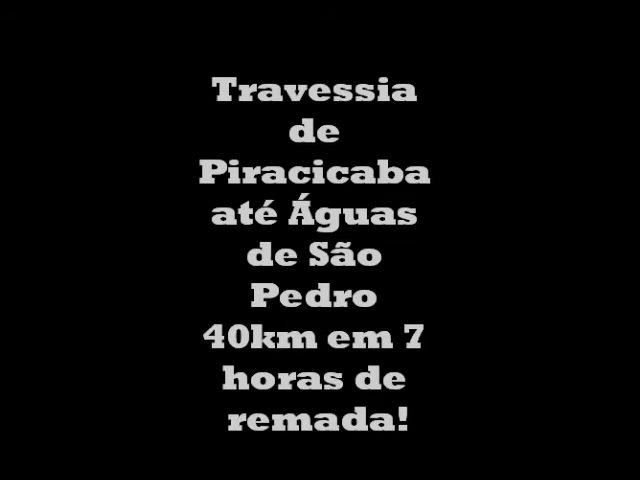 Travessia
de
Piracicaba
até Águas
de São
Pedro
40km em 7
horas de
remada!